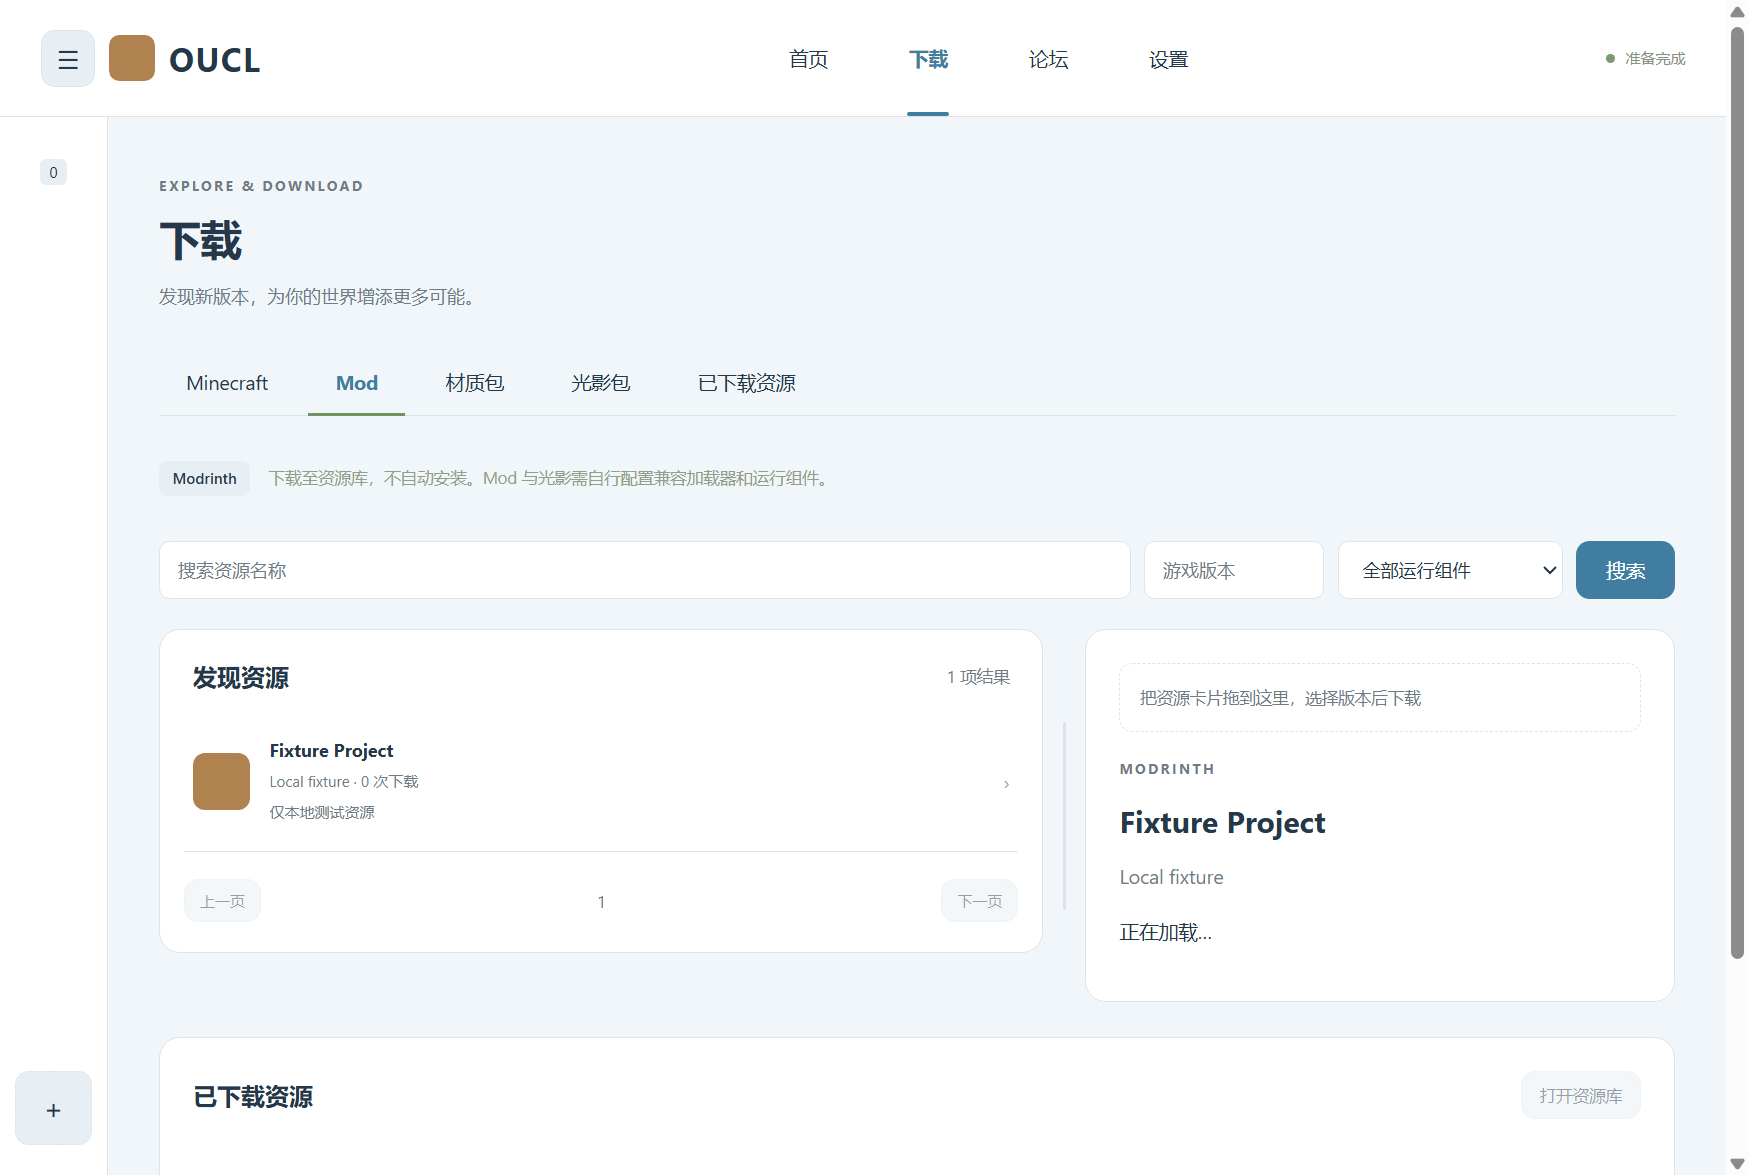 ☰ OUCL 首页 下载 论坛 设置 准备完成
0
EXPLORE & DOWNLOAD
下载
发现新版本，为你的世界增添更多可能。
Minecraft Mod 材质包 光影包 已下载资源
Modrinth 下载至资源库，不自动安装。Mod 与光影需自行配置兼容加载器和运行组件。
搜索资源名称 游戏版本 全部运行组件 搜索
发现资源 1 项结果
Fixture Project
Local fixture · 0 次下载
仅本地测试资源
›
上一页 1 下一页
把资源卡片拖到这里，选择版本后下载
MODRINTH
Fixture Project
Local fixture
正在加载...
已下载资源 打开资源库
+